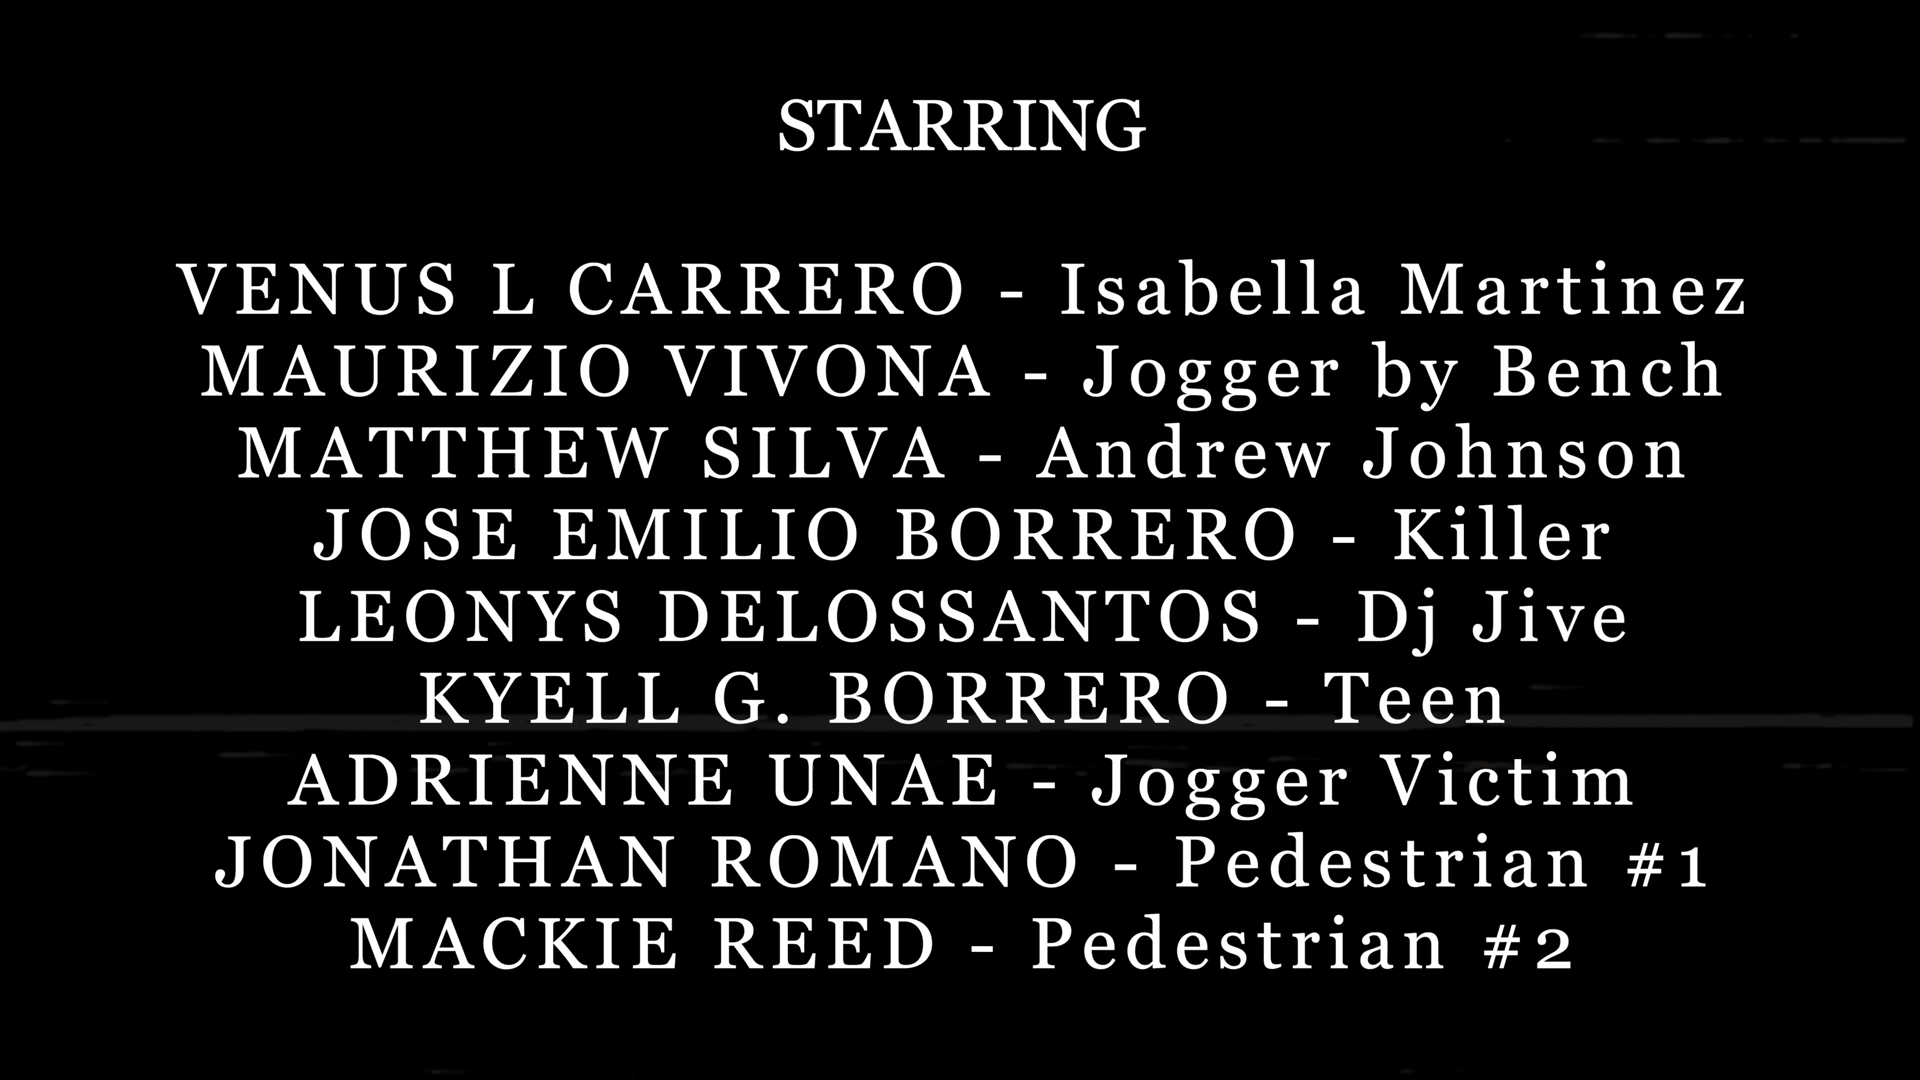 STARRING
VENUS L CARRERO - Isabella Martinez
MAURIZIO VIVONA - Jogger by Bench
MATTHEW SILVA - Andrew Johnson
JOSE EMILIO BORRERO - Killer
LEONYS DELOSSANTOS - Dj Jive
KYELL G. BORRERO - Teen
ADRIENNE UNAE - Jogger Victim
JONATHAN ROMANO - Pedestrian #1
MACKIE REED - Pedestrian #2